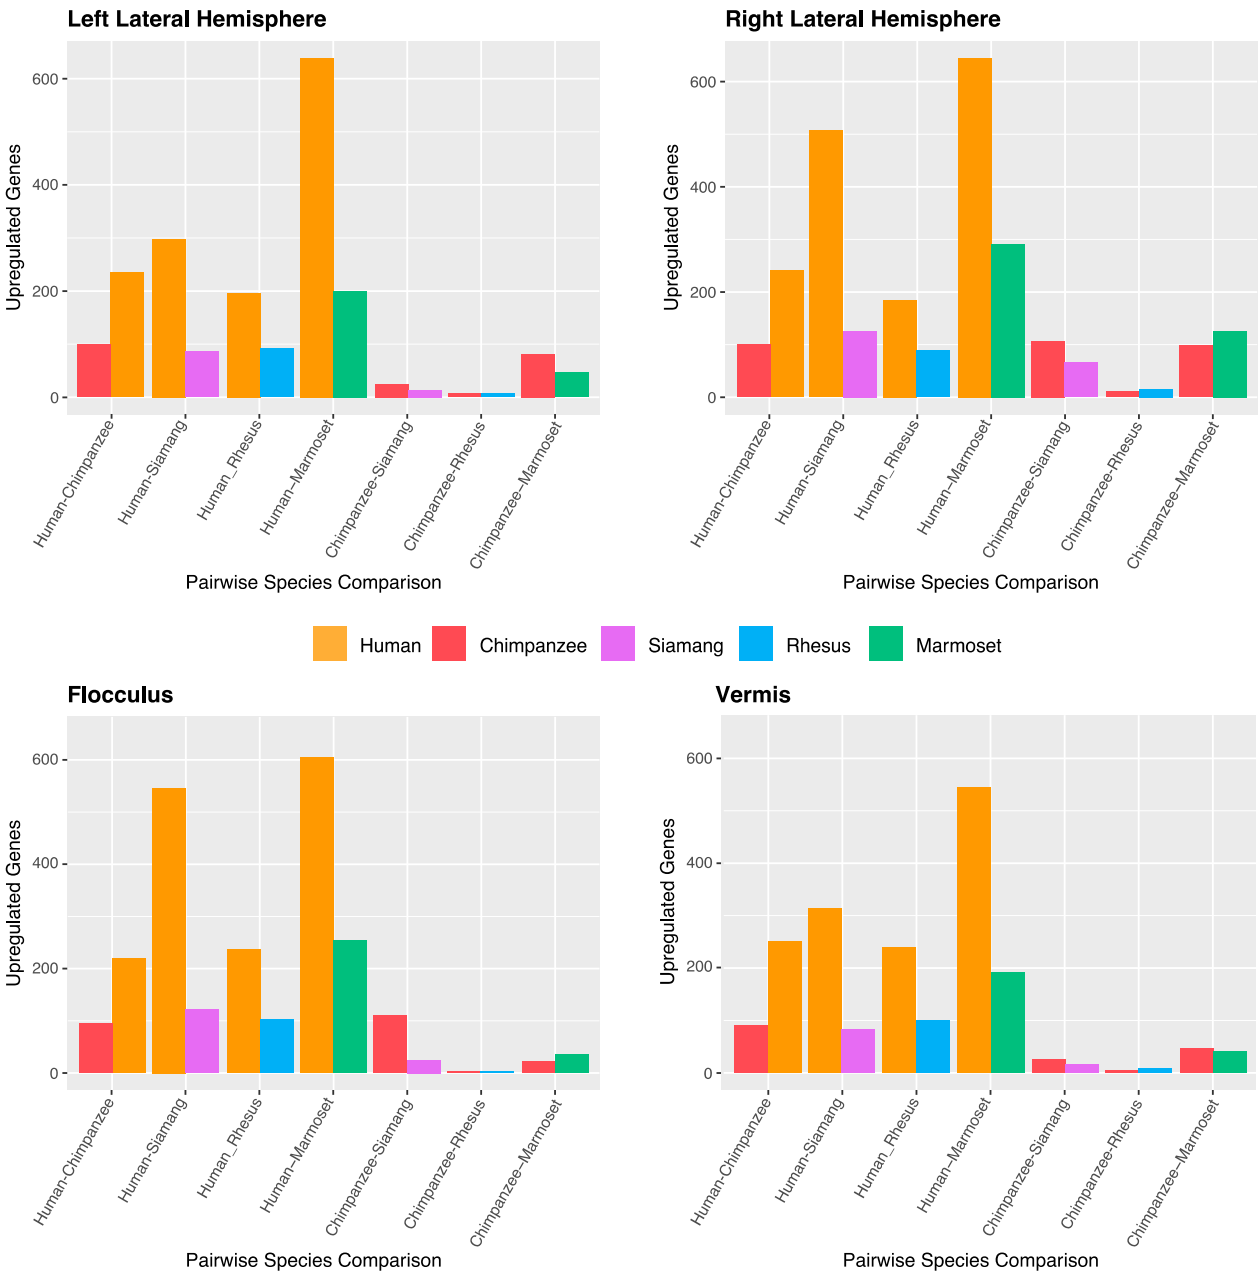 Left Lateral Hemisphere
Upregulated Genes
600
400
200
0
Human-Chimpanzee
Human-Siamang
Human_Rhesus
Human–Marmoset
Chimpanzee-Siamang
Chimpanzee-Rhesus
Chimpanzee–Marmoset
Pairwise Species Comparison
Right Lateral Hemisphere
Upregulated Genes
600
400
200
0
Human-Chimpanzee
Human-Siamang
Human_Rhesus
Human–Marmoset
Chimpanzee-Siamang
Chimpanzee-Rhesus
Chimpanzee–Marmoset
Pairwise Species Comparison
Human Chimpanzee Siamang Rhesus Marmoset
Flocculus
Upregulated Genes
600
400
200
0
Human-Chimpanzee
Human-Siamang
Human_Rhesus
Human–Marmoset
Chimpanzee-Siamang
Chimpanzee-Rhesus
Chimpanzee–Marmoset
Pairwise Species Comparison
Vermis
Upregulated Genes
600
400
200
0
Human-Chimpanzee
Human-Siamang
Human_Rhesus
Human–Marmoset
Chimpanzee-Siamang
Chimpanzee-Rhesus
Chimpanzee–Marmoset
Pairwise Species Comparison